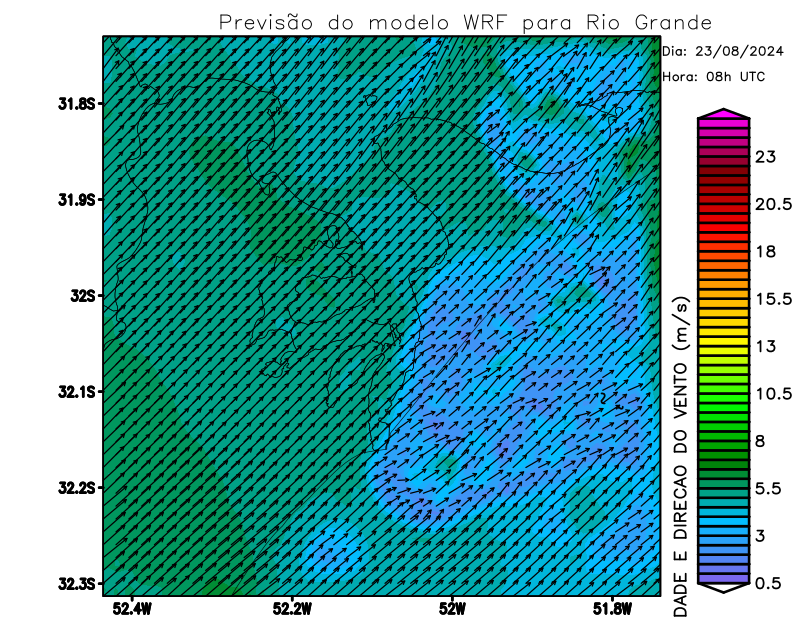 Previsão do modelo WRF para Rio Grande
Dia: 23/08/2024
Hora: 08h UTC
31.8S
31.9S
32S
32.1S
32.2S
32.3S
52.4W
52.2W
52W
51.8W
23
20.5
18
15.5
13
10.5
8
5.5
3
0.5
DADE E DIRECAO DO VENTO (m/s)